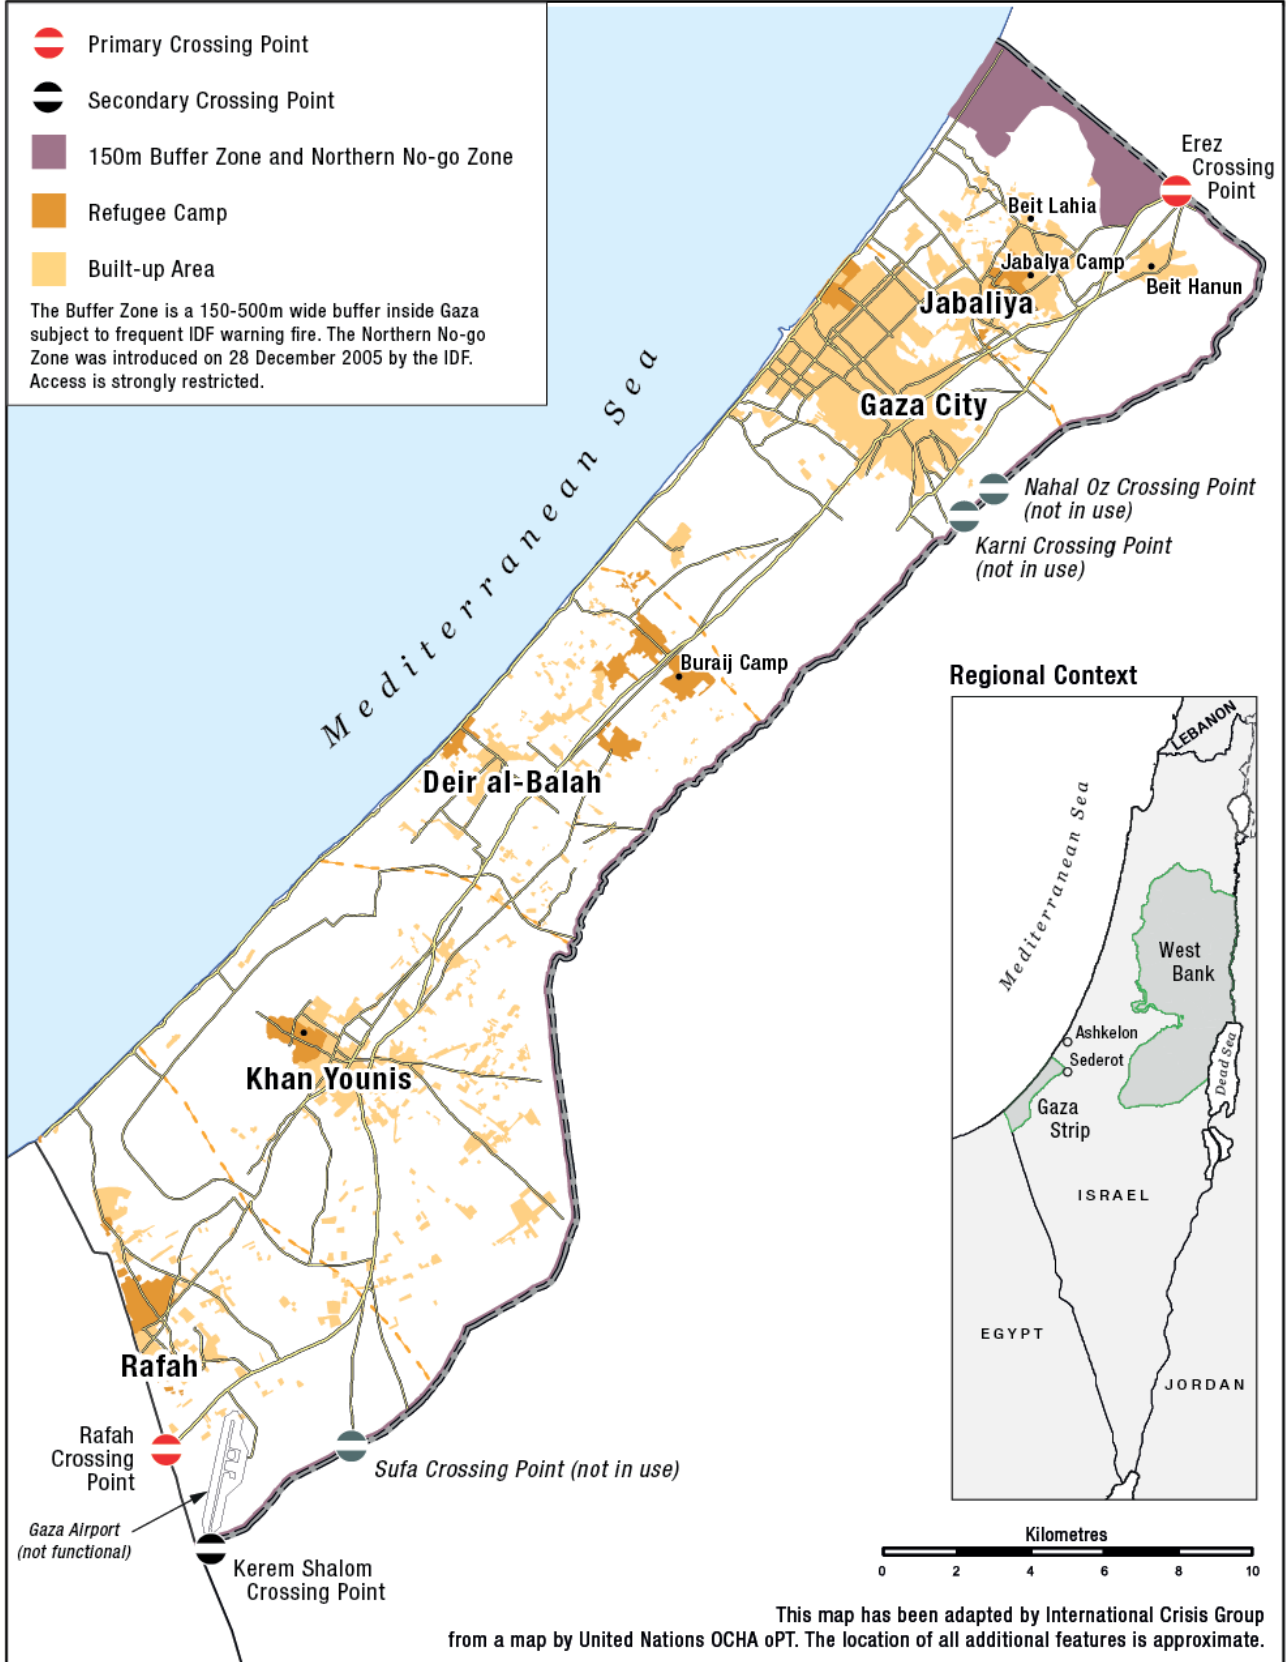 Primary Crossing Point
Secondary Crossing Point
150m Buffer Zone and Northern No-go Zone
Refugee Camp
Built-up Area
The Buffer Zone is a 150-500m wide buffer inside Gaza
subject to frequent IDF warning fire. The Northern No-go
Zone was introduced on 28 December 2005 by the IDF.
Access is strongly restricted.
Mediterranean Sea
Erez
Crossing
Point
Beit Lahia
Jabalya Camp
Beit Hanun
Jabaliya
Gaza City
Nahal Oz Crossing Point
(not in use)
Karni Crossing Point
(not in use)
Buraij Camp
Deir al-Balah
Khan Younis
Rafah
Rafah
Crossing
Point
Sufa Crossing Point (not in use)
Gaza Airport
(not functional)
Kerem Shalom
Crossing Point
Regional Context
LEBANON
Mediterranean Sea
West
Bank
Ashkelon
Sederot
Dead Sea
Gaza
Strip
ISRAEL
EGYPT
JORDAN
Kilometres
0 2 4 6 8 10
This map has been adapted by International Crisis Group
from a map by United Nations OCHA oPT. The location of all additional features is approximate.